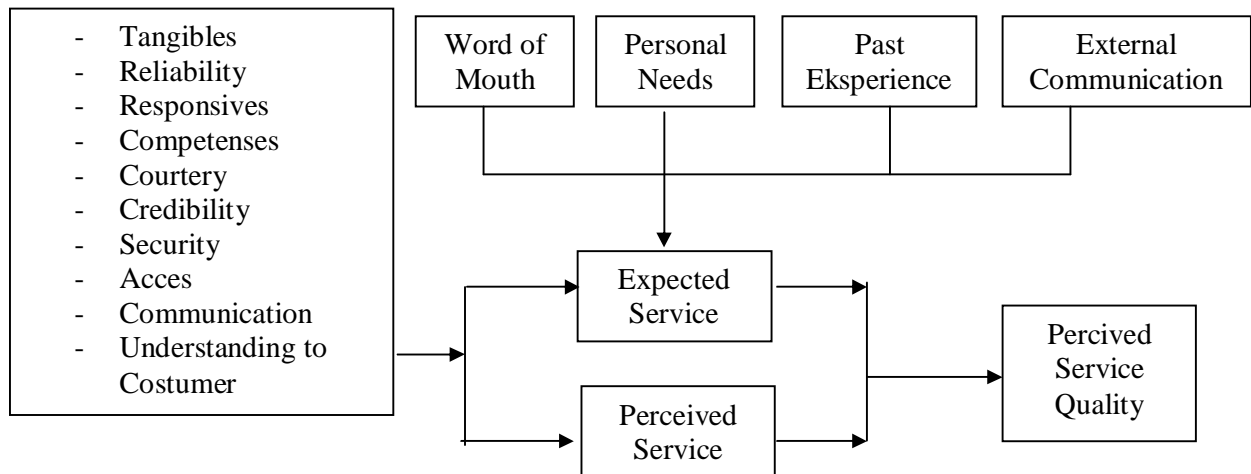 - Tangibles
- Reliability
- Responsives
- Competenses
- Courtery
- Credibility
- Security
- Acces
- Communication
- Understanding to
Costumer
Word of
Mouth
Personal
Needs
Past
Eksperience
External
Communication
Expected
Service
Perceived
Service
Percived
Service
Quality